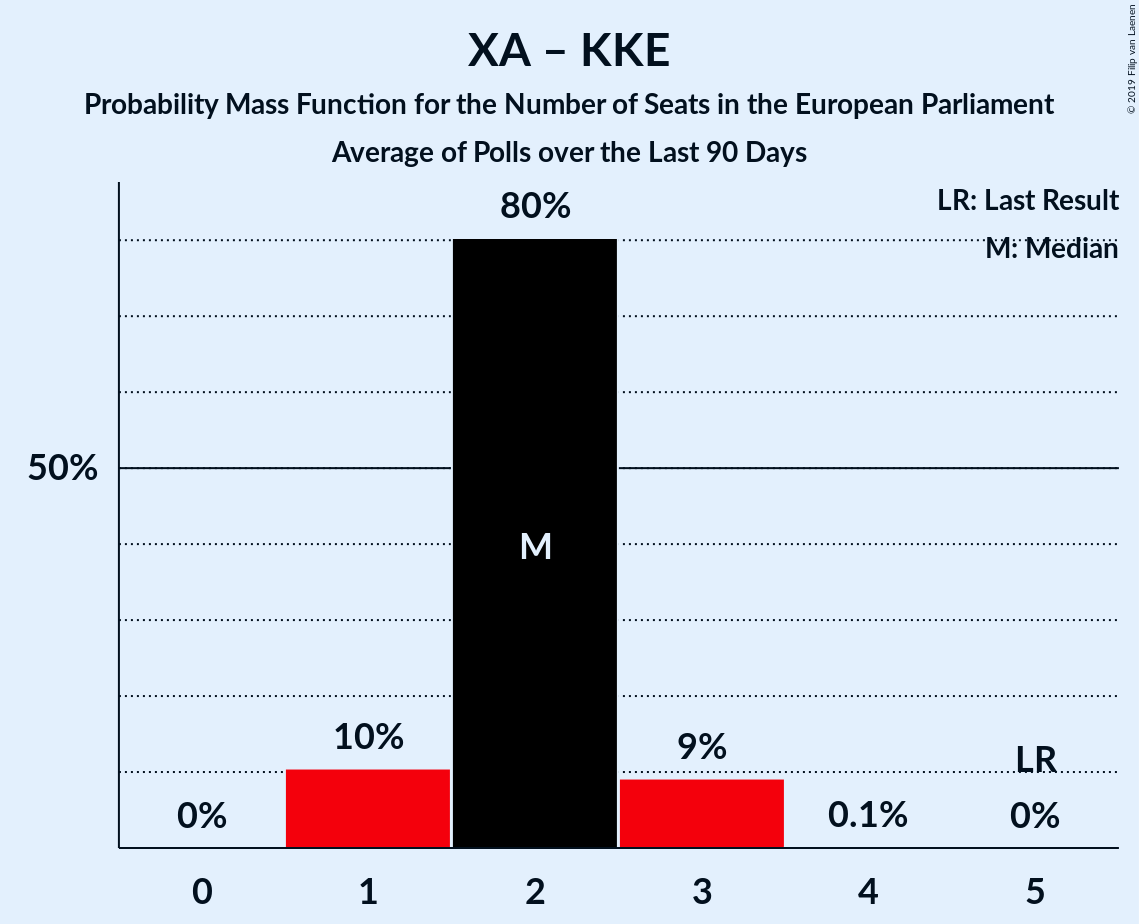 XA – KKE
Probability Mass Function for the Number of Seats in the European Parliament
Average of Polls over the Last 90 Days
© 2019 Filip van Laenen
LR: Last Result
M: Median
80%
50%
M
10%
9%
LR
0%
0.1%
0%
0 1 2 3 4 5